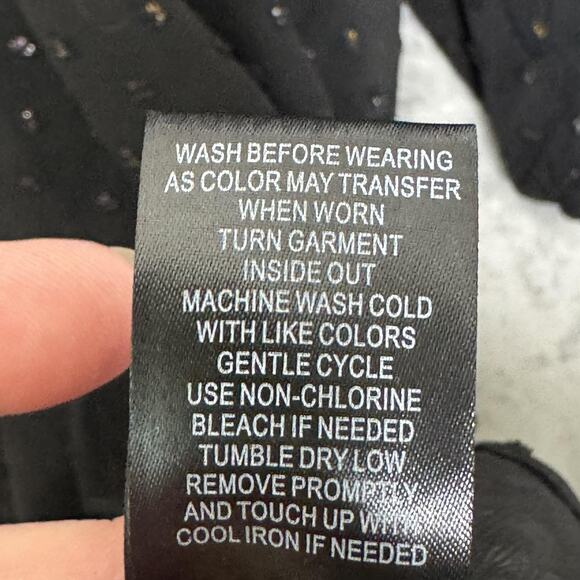 WASH BEFORE WEARING
AS COLOR MAY TRANSFER
WHEN WORN
TURN GARMENT
INSIDE OUT
MACHINE WASH COLD
WITH LIKE COLORS
GENTLE CYCLE
USE NON-CHLORINE
BLEACH IF NEEDED
TUMBLE DRY LOW
REMOVE PROMPTLY
AND TOUCH UP WITH
COOL IRON IF NEEDED